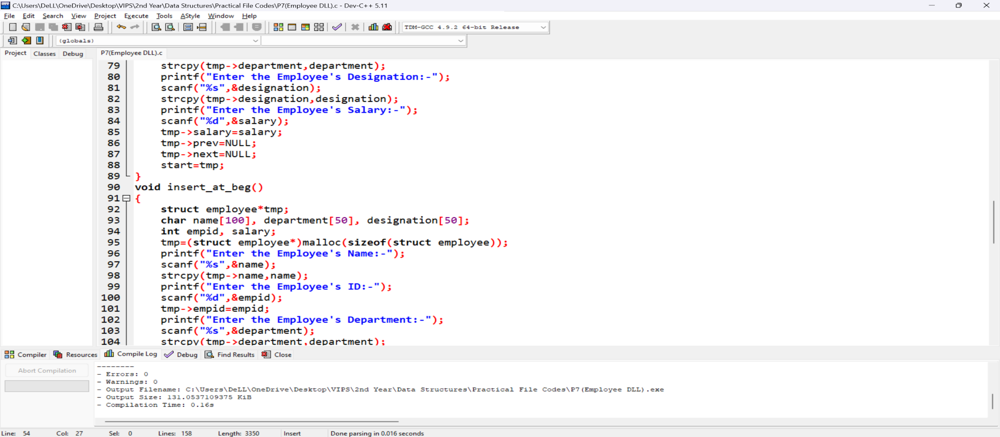 C:\Users\DeLL\OneDrive\Desktop\VIPS\2nd Year\Data Structures\Practical File Codes\P7(Employee DLL).c - Dev-C++ 5.11
File Edit Search View Project Execute Tools AStyle Window Help
TDM-GCC 4.9.2 64-bit Release
(globals)
Project Classes Debug P7(Employee DLL).c
79 strcpy(tmp->department,department);
80 printf("Enter the Employee's Designation:-");
81 scanf("%s",&designation);
82 strcpy(tmp->designation,designation);
83 printf("Enter the Employee's Salary:-");
84 scanf("%d",&salary);
85 tmp->salary=salary;
86 tmp->prev=NULL;
87 tmp->next=NULL;
88 start=tmp;
89 }
90 void insert_at_beg()
91 {
92 struct employee*tmp;
93 char name[100], department[50], designation[50];
94 int empid, salary;
95 tmp=(struct employee*)malloc(sizeof(struct employee));
96 printf("Enter the Employee's Name:-");
97 scanf("%s",&name);
98 strcpy(tmp->name,name);
99 printf("Enter the Employee's ID:-");
100 scanf("%d",&empid);
101 tmp->empid=empid;
102 printf("Enter the Employee's Department:-");
103 scanf("%s",&department);
104 strcpy(tmp->department,department);
Compiler Resources Compile Log Debug Find Results Close
Abort Compilation
--------
- Errors: 0
- Warnings: 0
- Output Filename: C:\Users\DeLL\OneDrive\Desktop\VIPS\2nd Year\Data Structures\Practical File Codes\P7(Employee DLL).exe
- Output Size: 131.0537109375 KiB
- Compilation Time: 0.16s
Line: 54 Col: 27 Sel: 0 Lines: 158 Length: 3350 Insert Done parsing in 0.016 seconds